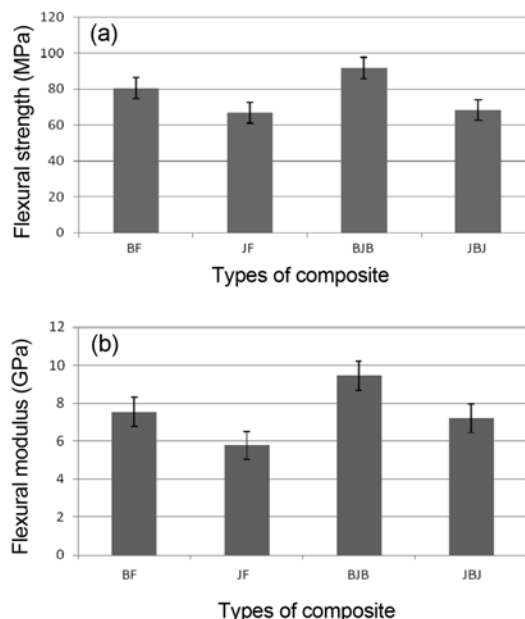 (a)
Flexural strength (MPa)
120
100
80
60
40
20
0
BF JF BJB JBJ
Types of composite
(b)
Flexural modulus (GPa)
12
10
8
6
4
2
0
BF JF BJB JBJ
Types of composite